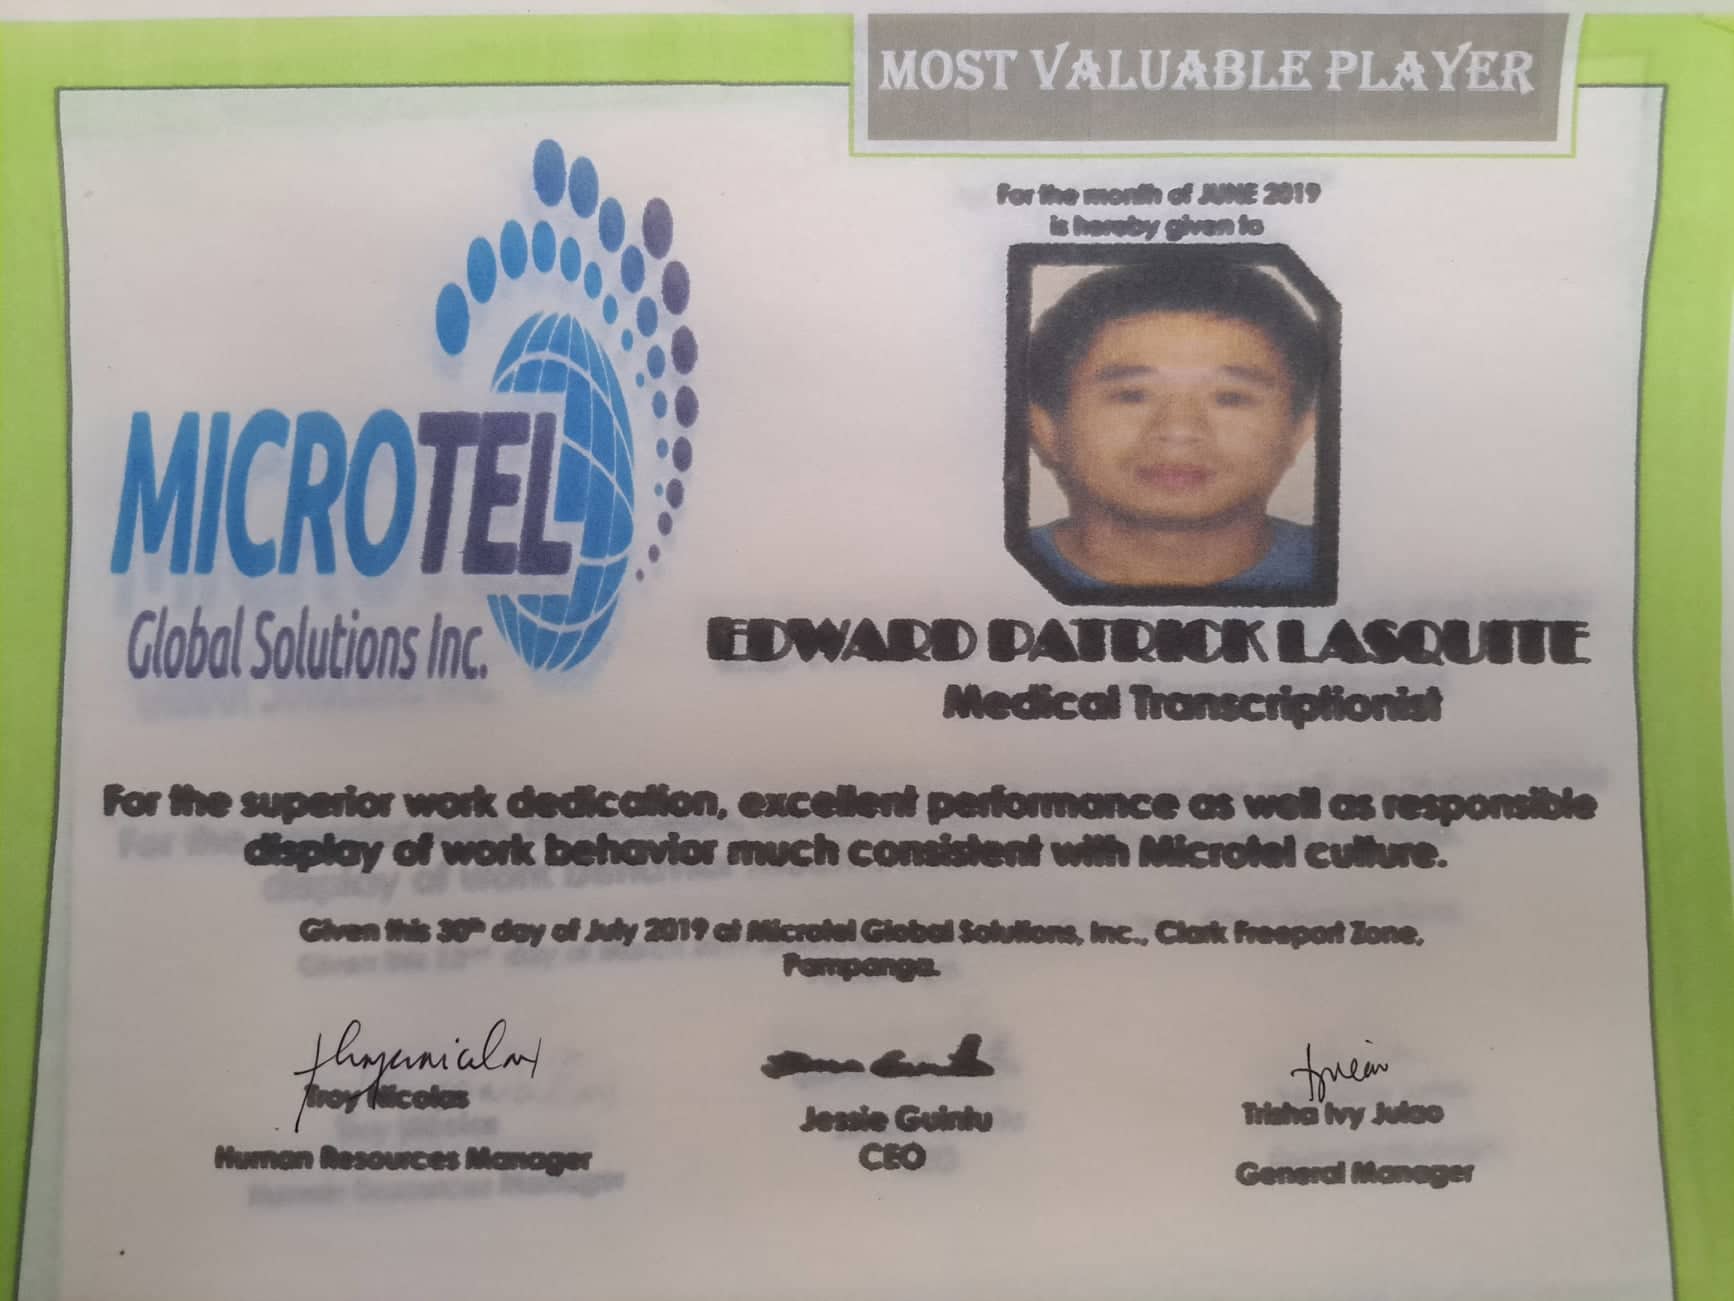 MOST VALUABLE PLAYER
For the month of JUNE 2019
is hereby given to
MICROTEL
Global Solutions Inc.
EDWARD PATRICK LASQUITE
Medical Transcriptionist
For the superior work dedication, excellent performance as well as responsible
display of work behavior much consistent with Microtel culture.
Given this 30th day of July 2019 at Microtel Global Solutions, Inc., Clark Freeport Zone,
Pampanga.
Troy Nicolas
Human Resources Manager
Jessie Guintu
CEO
Trisha Ivy Julao
General Manager